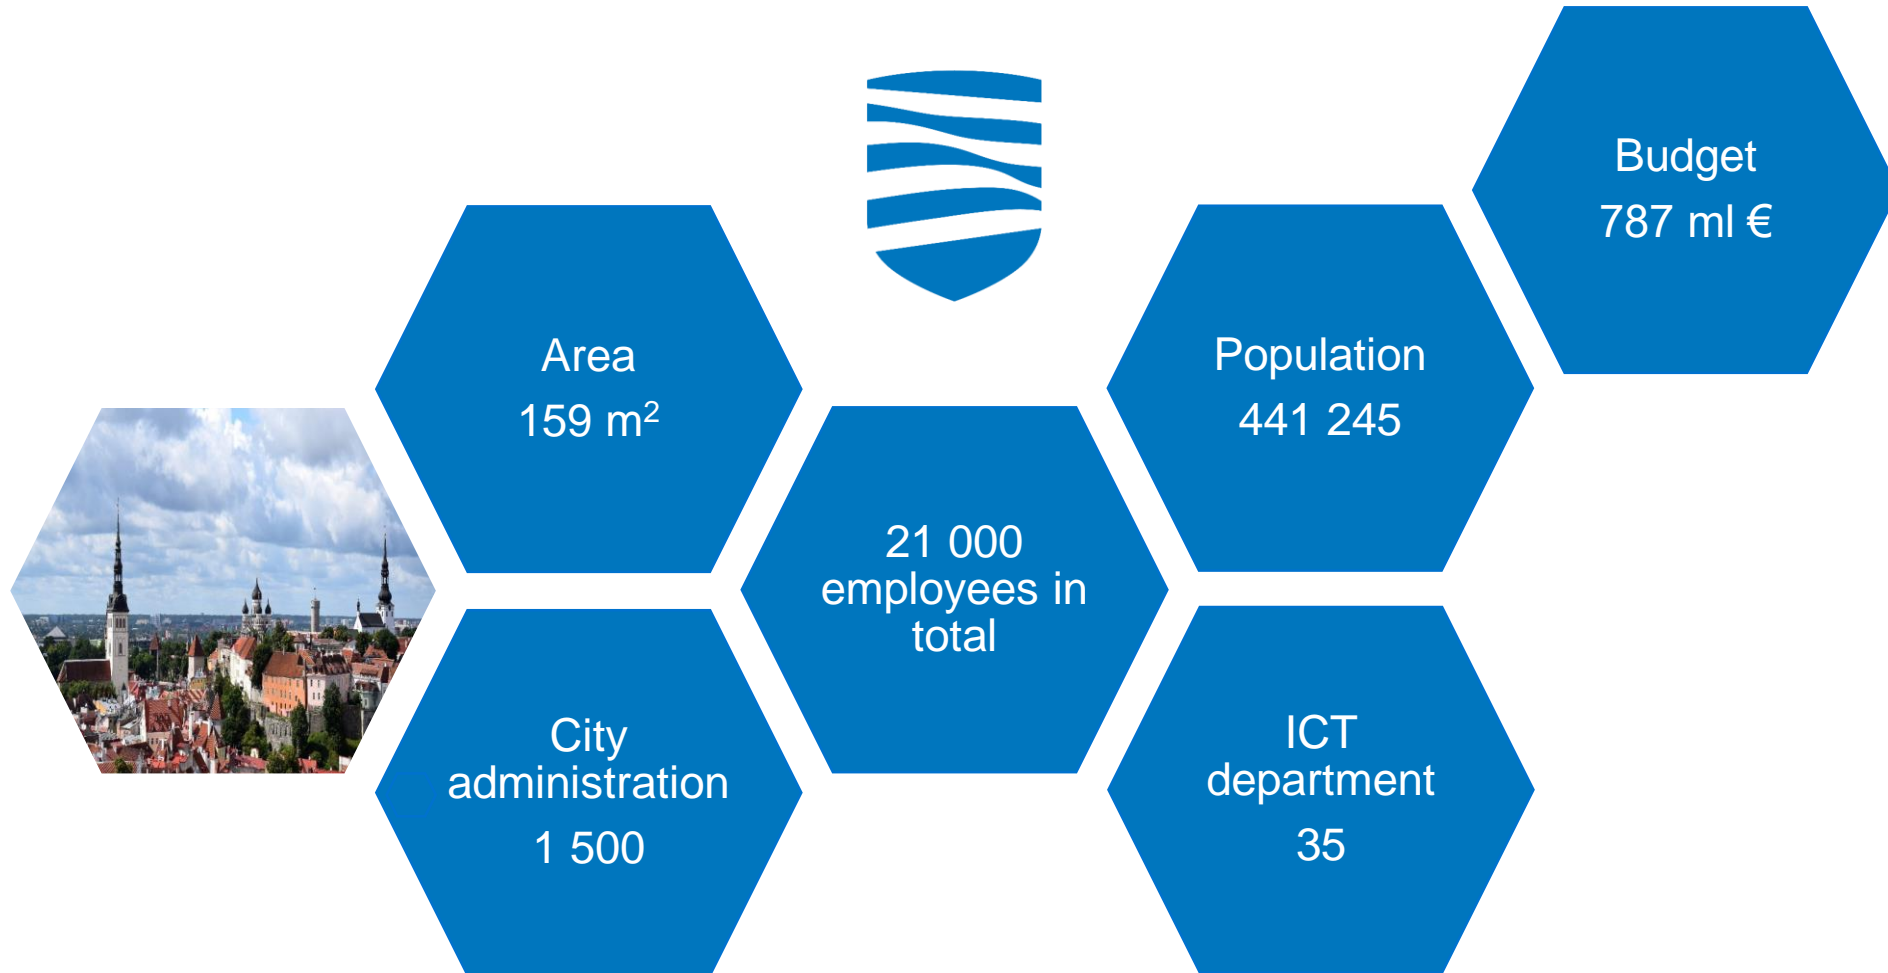 Budget
787 ml €
Area
159 m²
Population
441 245
21 000
employees in
total
City
administration
1 500
ICT
department
35